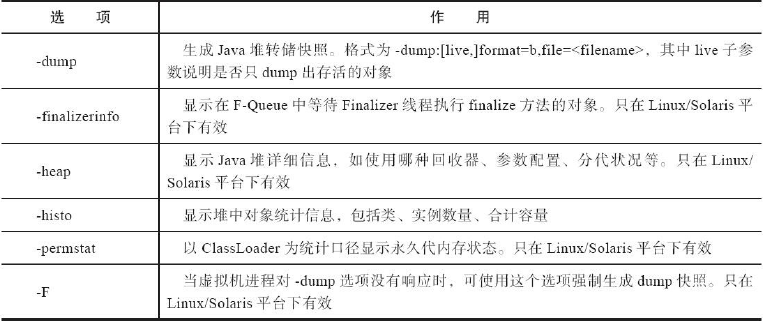 选 项 作 用
-dump 生成 Java 堆转储快照。格式为 -dump:[live,]format=b,file=<filename>，其中 live 子参
数说明是否只 dump 出存活的对象
-finalizerinfo 显示在 F-Queue 中等待 Finalizer 线程执行 finalize 方法的对象。只在 Linux/Solaris 平
台下有效
-heap 显示 Java 堆详细信息，如使用哪种回收器、参数配置、分代状况等。只在 Linux/
Solaris 平台下有效
-histo 显示堆中对象统计信息，包括类、实例数量、合计容量
-permstat 以 ClassLoader 为统计口径显示永久代内存状态。只在 Linux/Solaris 平台下有效
-F 当虚拟机进程对 -dump 选项没有响应时，可使用这个选项强制生成 dump 快照。只在
Linux/Solaris 平台下有效